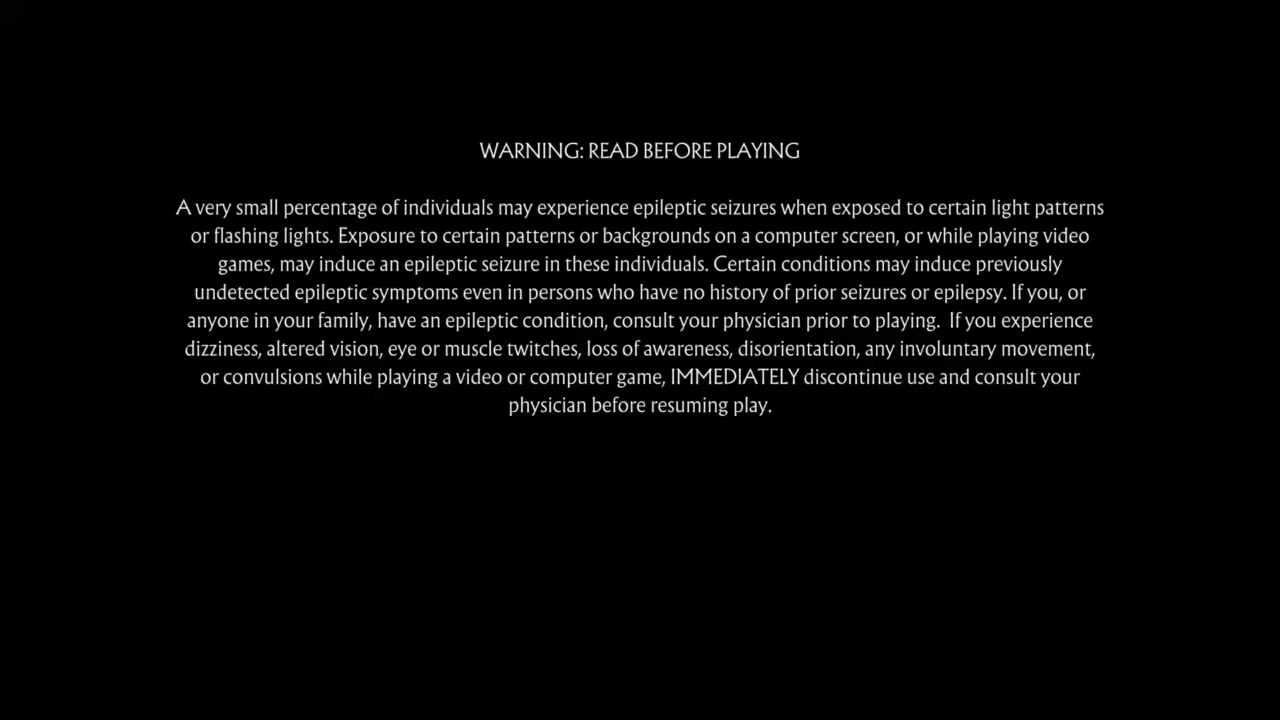 WARNING: READ BEFORE PLAYING
A very small percentage of individuals may experience epileptic seizures when exposed to certain light patterns
or flashing lights. Exposure to certain patterns or backgrounds on a computer screen, or while playing video
games, may induce an epileptic seizure in these individuals. Certain conditions may induce previously
undetected epileptic symptoms even in persons who have no history of prior seizures or epilepsy. If you, or
anyone in your family, have an epileptic condition, consult your physician prior to playing.  If you experience
dizziness, altered vision, eye or muscle twitches, loss of awareness, disorientation, any involuntary movement,
or convulsions while playing a video or computer game, IMMEDIATELY discontinue use and consult your
physician before resuming play.